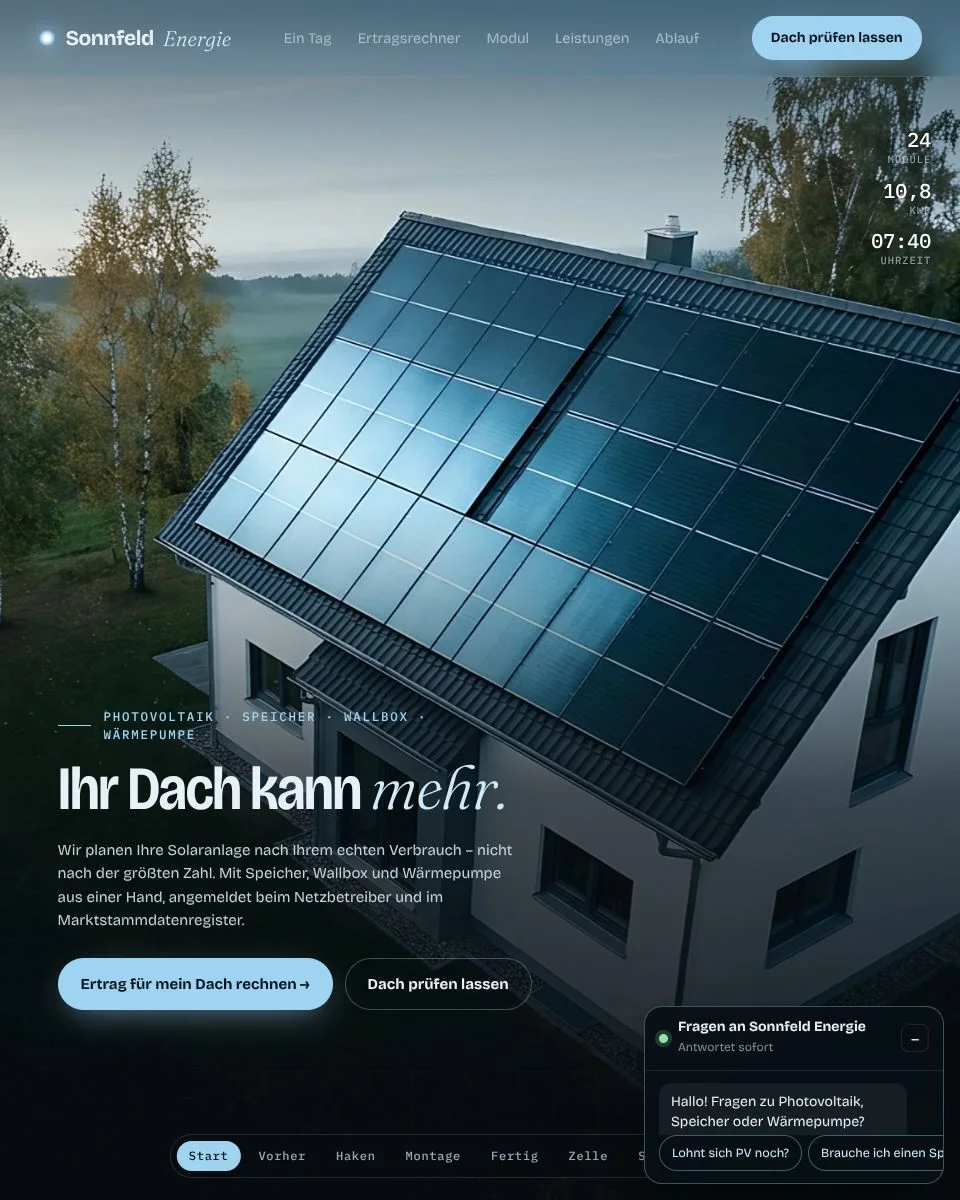 Sonnfeld Energie
Ein Tag
Ertragsrechner
Modul
Leistungen
Ablauf
Dach prüfen lassen
24
MODULE
10,8
KWP
07:40
UHRZEIT
PHOTOVOLTAIK · SPEICHER · WALLBOX ·
WÄRMEPUMPE
Ihr Dach kann mehr.
Wir planen Ihre Solaranlage nach Ihrem echten Verbrauch – nicht
nach der größten Zahl. Mit Speicher, Wallbox und Wärmepumpe
aus einer Hand, angemeldet beim Netzbetreiber und im
Marktstammdatenregister.
Ertrag für mein Dach rechnen →
Dach prüfen lassen
Fragen an Sonnfeld Energie
Antwortet sofort
–
Hallo! Fragen zu Photovoltaik,
Speicher oder Wärmepumpe?
Lohnt sich PV noch?
Brauche ich einen Sp
Start
Vorher
Haken
Montage
Fertig
Zelle